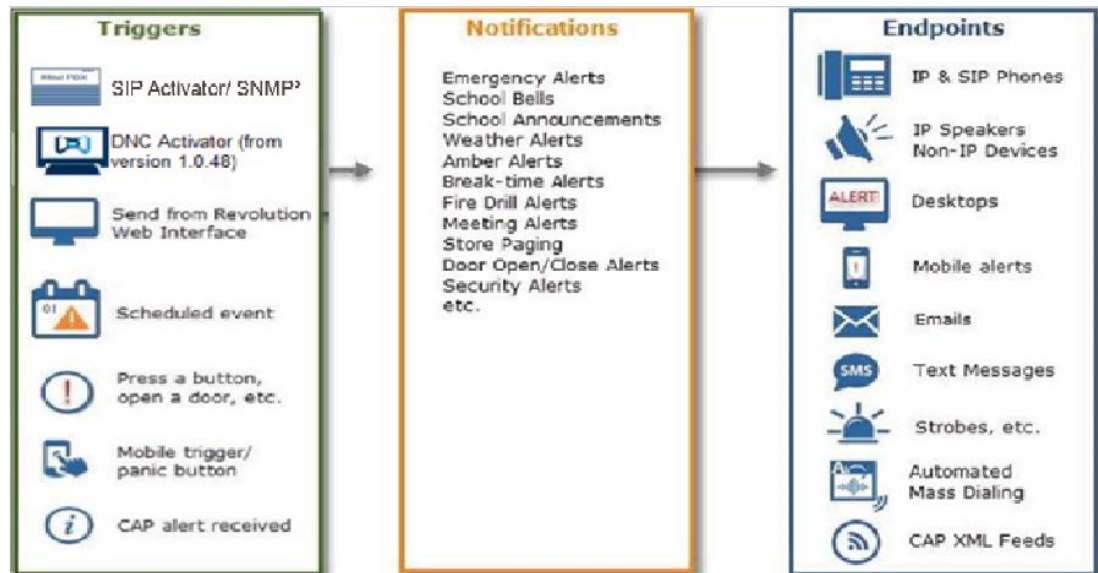 Triggers
SIP Activator/ SNMP³
DNC Activator (from
version 1.0.48)
Send from Revolution
Web Interface
01
Scheduled event
!
Press a button,
open a door, etc.
Mobile trigger/
panic button
i
CAP alert received
Notifications
Emergency Alerts
School Bells
School Announcements
Weather Alerts
Amber Alerts
Break-time Alerts
Fire Drill Alerts
Meeting Alerts
Store Paging
Door Open/Close Alerts
Security Alerts
etc.
Endpoints
IP & SIP Phones
IP Speakers
Non-IP Devices
ALERT!
Desktops
!
Mobile alerts
Emails
SMS
Text Messages
Strobes, etc.
Automated
Mass Dialing
CAP XML Feeds